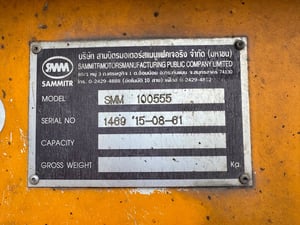 SMM
SAMMITR
บริษัท สามมิตรมอเตอร์สแมนูแฟคเจอริง จำกัด (มหาชน)
SAMMITR MOTORS MANUFACTURING PUBLIC COMPANY LIMITED
MODEL SMM 100555
SERIAL NO 1469 '15-08-61
CAPACITY
GROSS WEIGHT Kg.